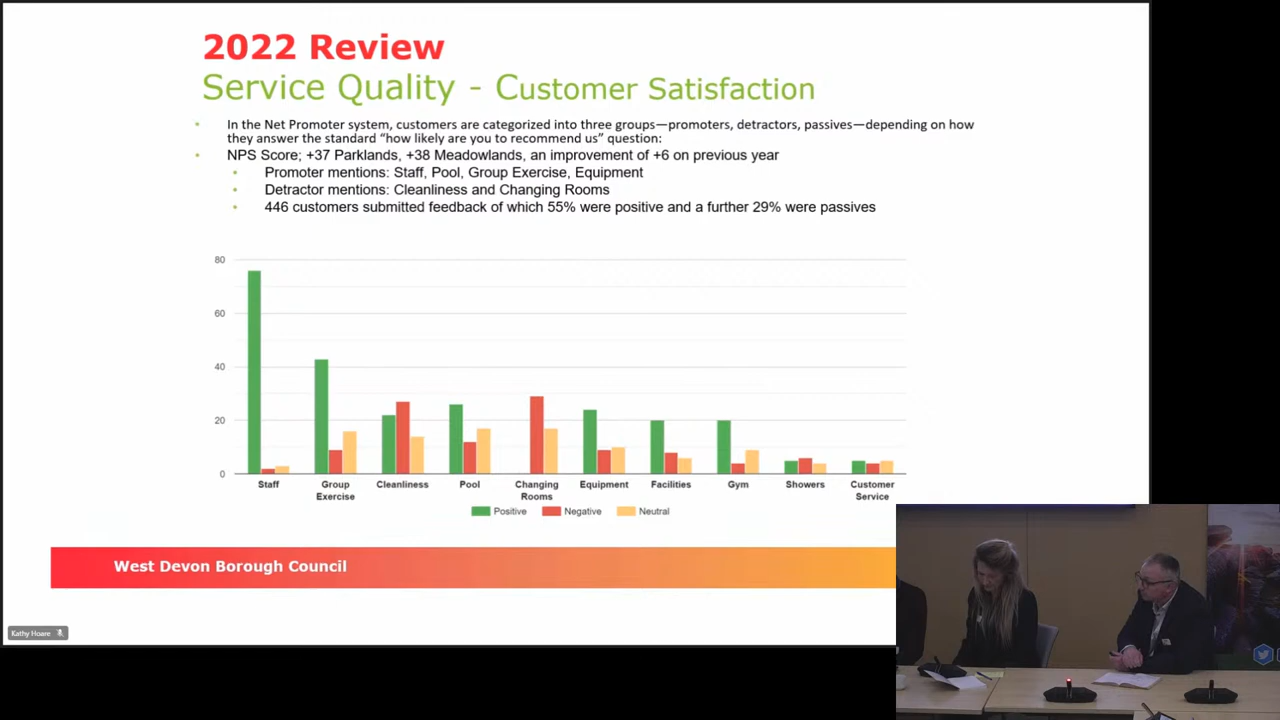 2022 Review
Service Quality - Customer Satisfaction
• In the Net Promoter system, customers are categorized into three groups—promoters, detractors, passives—depending on how
they answer the standard “how likely are you to recommend us” question:
• NPS Score; +37 Parklands, +38 Meadowlands, an improvement of +6 on previous year
• Promoter mentions: Staff, Pool, Group Exercise, Equipment
• Detractor mentions: Cleanliness and Changing Rooms
• 446 customers submitted feedback of which 55% were positive and a further 29% were passives
80
60
40
20
0
Staff
Group
Exercise
Cleanliness
Pool
Changing
Rooms
Equipment
Facilities
Gym
Showers
Customer
Service
Positive
Negative
Neutral
West Devon Borough Council
Kathy Hoare